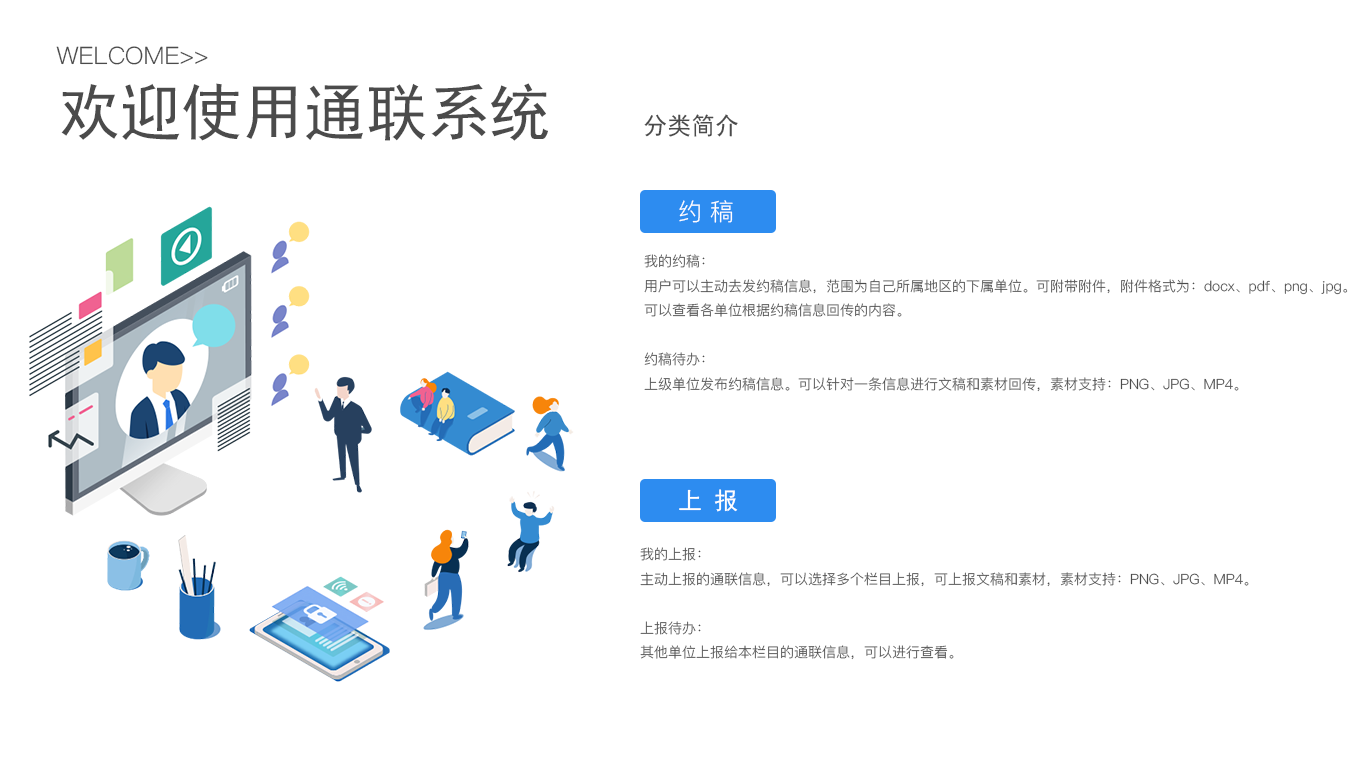 WELCOME>>
欢迎使用通联系统
分类简介
约稿
我的约稿：
用户可以主动去发约稿信息，范围为自己所属地区的下属单位。可附带附件，附件格式为：docx、pdf、png、jpg。
可以查看各单位根据约稿信息回传的内容。
约稿待办：
上级单位发布约稿信息。可以针对一条信息进行文稿和素材回传，素材支持：PNG、JPG、MP4。
上报
我的上报：
主动上报的通联信息，可以选择多个栏目上报，可上报文稿和素材，素材支持：PNG、JPG、MP4。
上报待办：
其他单位上报给本栏目的通联信息，可以进行查看。